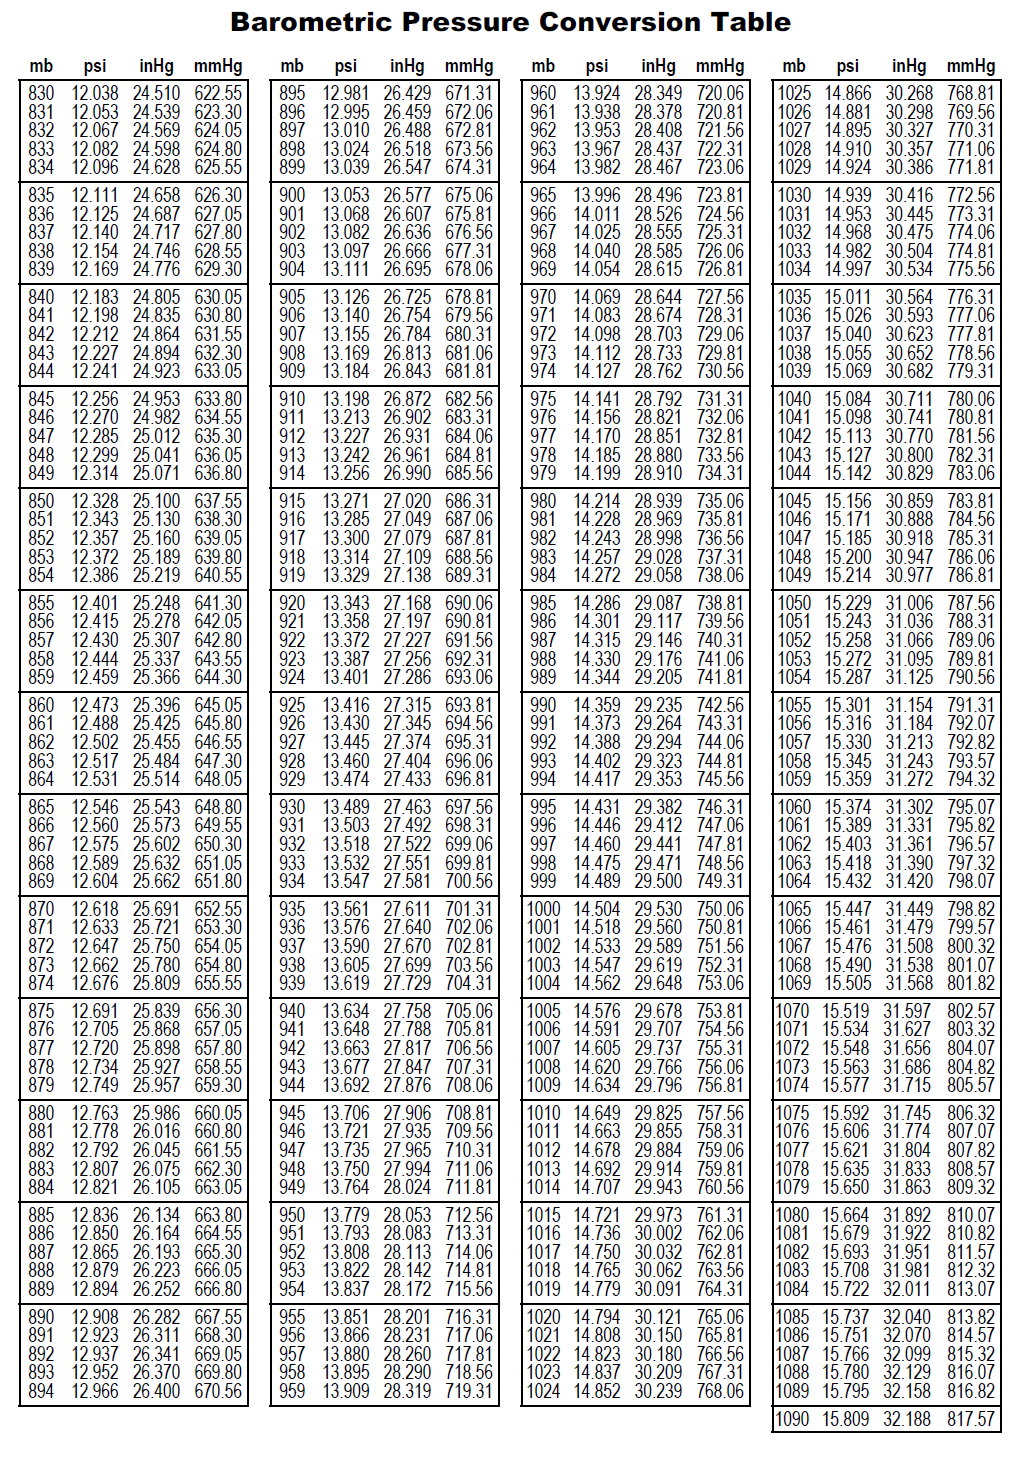 Barometric Pressure Conversion Table
mb psi inHg mmHg mb psi inHg mmHg mb psi inHg mmHg mb psi inHg mmHg
830 12.038 24.510 622.55 895 12.981 26.429 671.31 960 13.924 28.349 720.06 1025 14.866 30.268 768.81
831 12.053 24.539 623.30 896 12.995 26.459 672.06 961 13.938 28.378 720.81 1026 14.881 30.298 769.56
832 12.067 24.569 624.05 897 13.010 26.488 672.81 962 13.953 28.408 721.56 1027 14.895 30.327 770.31
833 12.082 24.598 624.80 898 13.024 26.518 673.56 963 13.967 28.437 722.31 1028 14.910 30.357 771.06
834 12.096 24.628 625.55 899 13.039 26.547 674.31 964 13.982 28.467 723.06 1029 14.924 30.386 771.81
835 12.111 24.658 626.30 900 13.053 26.577 675.06 965 13.996 28.496 723.81 1030 14.939 30.416 772.56
836 12.125 24.687 627.05 901 13.068 26.607 675.81 966 14.011 28.526 724.56 1031 14.953 30.445 773.31
837 12.140 24.717 627.80 902 13.082 26.636 676.56 967 14.025 28.555 725.31 1032 14.968 30.475 774.06
838 12.154 24.746 628.55 903 13.097 26.666 677.31 968 14.040 28.585 726.06 1033 14.982 30.504 774.81
839 12.169 24.776 629.30 904 13.111 26.695 678.06 969 14.054 28.615 726.81 1034 14.997 30.534 775.56
840 12.183 24.805 630.05 905 13.126 26.725 678.81 970 14.069 28.644 727.56 1035 15.011 30.564 776.31
841 12.198 24.835 630.80 906 13.140 26.754 679.56 971 14.083 28.674 728.31 1036 15.026 30.593 777.06
842 12.212 24.864 631.55 907 13.155 26.784 680.31 972 14.098 28.703 729.06 1037 15.040 30.623 777.81
843 12.227 24.894 632.30 908 13.169 26.813 681.06 973 14.112 28.733 729.81 1038 15.055 30.652 778.56
844 12.241 24.923 633.05 909 13.184 26.843 681.81 974 14.127 28.762 730.56 1039 15.069 30.682 779.31
845 12.256 24.953 633.80 910 13.198 26.872 682.56 975 14.141 28.792 731.31 1040 15.084 30.711 780.06
846 12.270 24.982 634.55 911 13.213 26.902 683.31 976 14.156 28.821 732.06 1041 15.098 30.741 780.81
847 12.285 25.012 635.30 912 13.227 26.931 684.06 977 14.170 28.851 732.81 1042 15.113 30.770 781.56
848 12.299 25.041 636.05 913 13.242 26.961 684.81 978 14.185 28.880 733.56 1043 15.127 30.800 782.31
849 12.314 25.071 636.80 914 13.256 26.990 685.56 979 14.199 28.910 734.31 1044 15.142 30.829 783.06
850 12.328 25.100 637.55 915 13.271 27.020 686.31 980 14.214 28.939 735.06 1045 15.156 30.859 783.81
851 12.343 25.130 638.30 916 13.285 27.049 687.06 981 14.228 28.969 735.81 1046 15.171 30.888 784.56
852 12.357 25.160 639.05 917 13.300 27.079 687.81 982 14.243 28.998 736.56 1047 15.185 30.918 785.31
853 12.372 25.189 639.80 918 13.314 27.109 688.56 983 14.257 29.028 737.31 1048 15.200 30.947 786.06
854 12.386 25.219 640.55 919 13.329 27.138 689.31 984 14.272 29.058 738.06 1049 15.214 30.977 786.81
855 12.401 25.248 641.30 920 13.343 27.168 690.06 985 14.286 29.087 738.81 1050 15.229 31.006 787.56
856 12.415 25.278 642.05 921 13.358 27.197 690.81 986 14.301 29.117 739.56 1051 15.243 31.036 788.31
857 12.430 25.307 642.80 922 13.372 27.227 691.56 987 14.315 29.146 740.31 1052 15.258 31.066 789.06
858 12.444 25.337 643.55 923 13.387 27.256 692.31 988 14.330 29.176 741.06 1053 15.272 31.095 789.81
859 12.459 25.366 644.30 924 13.401 27.286 693.06 989 14.344 29.205 741.81 1054 15.287 31.125 790.56
860 12.473 25.396 645.05 925 13.416 27.315 693.81 990 14.359 29.235 742.56 1055 15.301 31.154 791.31
861 12.488 25.425 645.80 926 13.430 27.345 694.56 991 14.373 29.264 743.31 1056 15.316 31.184 792.07
862 12.502 25.455 646.55 927 13.445 27.374 695.31 992 14.388 29.294 744.06 1057 15.330 31.213 792.82
863 12.517 25.484 647.30 928 13.460 27.404 696.06 993 14.402 29.323 744.81 1058 15.345 31.243 793.57
864 12.531 25.514 648.05 929 13.474 27.433 696.81 994 14.417 29.353 745.56 1059 15.359 31.272 794.32
865 12.546 25.543 648.80 930 13.489 27.463 697.56 995 14.431 29.382 746.31 1060 15.374 31.302 795.07
866 12.560 25.573 649.55 931 13.503 27.492 698.31 996 14.446 29.412 747.06 1061 15.389 31.331 795.82
867 12.575 25.602 650.30 932 13.518 27.522 699.06 997 14.460 29.441 747.81 1062 15.403 31.361 796.57
868 12.589 25.632 651.05 933 13.532 27.551 699.81 998 14.475 29.471 748.56 1063 15.418 31.390 797.32
869 12.604 25.662 651.80 934 13.547 27.581 700.56 999 14.489 29.500 749.31 1064 15.432 31.420 798.07
870 12.618 25.691 652.55 935 13.561 27.611 701.31 1000 14.504 29.530 750.06 1065 15.447 31.449 798.82
871 12.633 25.721 653.30 936 13.576 27.640 702.06 1001 14.518 29.560 750.81 1066 15.461 31.479 799.57
872 12.647 25.750 654.05 937 13.590 27.670 702.81 1002 14.533 29.589 751.56 1067 15.476 31.508 800.32
873 12.662 25.780 654.80 938 13.605 27.699 703.56 1003 14.547 29.619 752.31 1068 15.490 31.538 801.07
874 12.676 25.809 655.55 939 13.619 27.729 704.31 1004 14.562 29.648 753.06 1069 15.505 31.568 801.82
875 12.691 25.839 656.30 940 13.634 27.758 705.06 1005 14.576 29.678 753.81 1070 15.519 31.597 802.57
876 12.705 25.868 657.05 941 13.648 27.788 705.81 1006 14.591 29.707 754.56 1071 15.534 31.627 803.32
877 12.720 25.898 657.80 942 13.663 27.817 706.56 1007 14.605 29.737 755.31 1072 15.548 31.656 804.07
878 12.734 25.927 658.55 943 13.677 27.847 707.31 1008 14.620 29.766 756.06 1073 15.563 31.686 804.82
879 12.749 25.957 659.30 944 13.692 27.876 708.06 1009 14.634 29.796 756.81 1074 15.577 31.715 805.57
880 12.763 25.986 660.05 945 13.706 27.906 708.81 1010 14.649 29.825 757.56 1075 15.592 31.745 806.32
881 12.778 26.016 660.80 946 13.721 27.935 709.56 1011 14.663 29.855 758.31 1076 15.606 31.774 807.07
882 12.792 26.045 661.55 947 13.735 27.965 710.31 1012 14.678 29.884 759.06 1077 15.621 31.804 807.82
883 12.807 26.075 662.30 948 13.750 27.994 711.06 1013 14.692 29.914 759.81 1078 15.635 31.833 808.57
884 12.821 26.105 663.05 949 13.764 28.024 711.81 1014 14.707 29.943 760.56 1079 15.650 31.863 809.32
885 12.836 26.134 663.80 950 13.779 28.053 712.56 1015 14.721 29.973 761.31 1080 15.664 31.892 810.07
886 12.850 26.164 664.55 951 13.793 28.083 713.31 1016 14.736 30.002 762.06 1081 15.679 31.922 810.82
887 12.865 26.193 665.30 952 13.808 28.113 714.06 1017 14.750 30.032 762.81 1082 15.693 31.951 811.57
888 12.879 26.223 666.05 953 13.822 28.142 714.81 1018 14.765 30.062 763.56 1083 15.708 31.981 812.32
889 12.894 26.252 666.80 954 13.837 28.172 715.56 1019 14.779 30.091 764.31 1084 15.722 32.011 813.07
890 12.908 26.282 667.55 955 13.851 28.201 716.31 1020 14.794 30.121 765.06 1085 15.737 32.040 813.82
891 12.923 26.311 668.30 956 13.866 28.231 717.06 1021 14.808 30.150 765.81 1086 15.751 32.070 814.57
892 12.937 26.341 669.05 957 13.880 28.260 717.81 1022 14.823 30.180 766.56 1087 15.766 32.099 815.32
893 12.952 26.370 669.80 958 13.895 28.290 718.56 1023 14.837 30.209 767.31 1088 15.780 32.129 816.07
894 12.966 26.400 670.56 959 13.909 28.319 719.31 1024 14.852 30.239 768.06 1089 15.795 32.158 816.82
1090 15.809 32.188 817.57